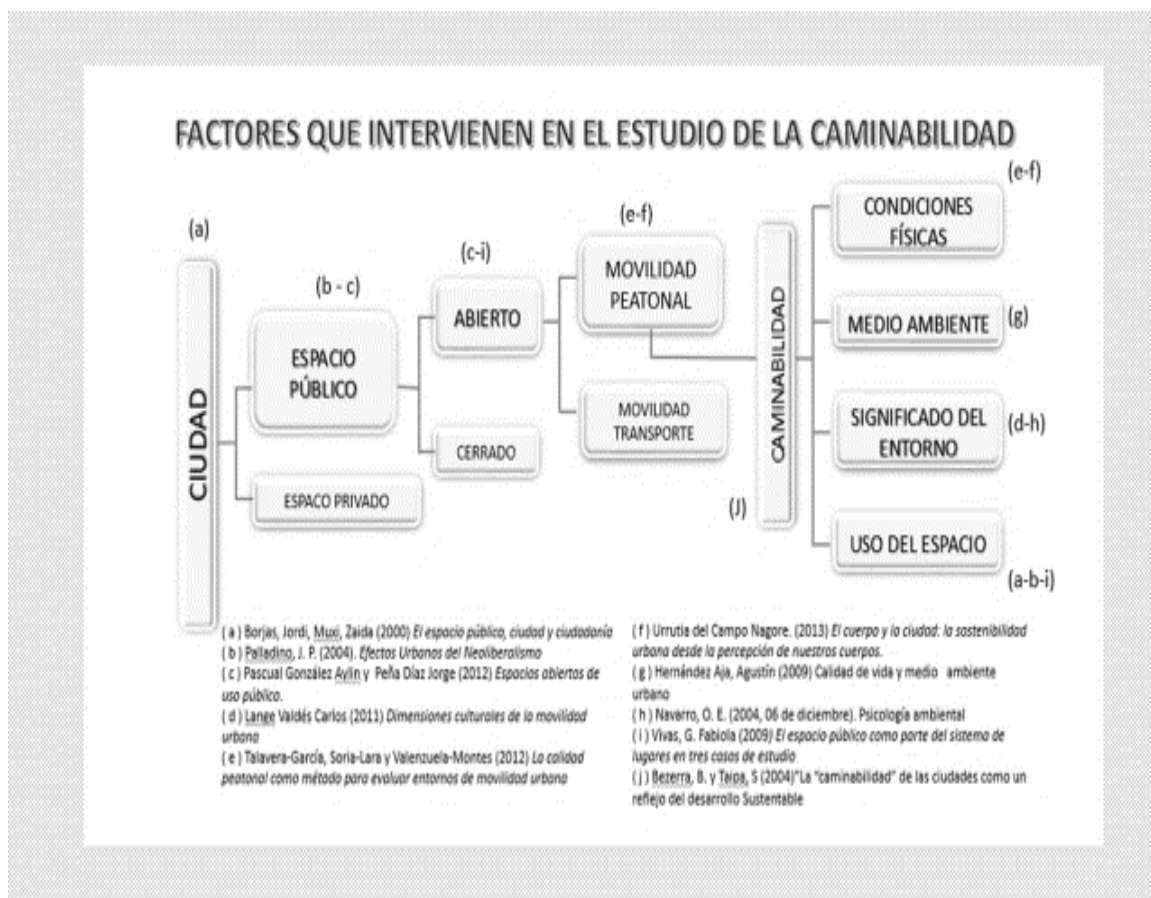 FACTORES QUE INTERVIENEN EN EL ESTUDIO DE LA CAMINABILIDAD
(a)
CIUDAD
(b - c)
ESPACIO
PÚBLICO
ESPACO PRIVADO
(c-i)
ABIERTO
CERRADO
(e-f)
MOVILIDAD
PEATONAL
MOVILIDAD
TRANSPORTE
CAMINABILIDAD
(J)
(e-f)
CONDICIONES
FÍSICAS
MEDIO AMBIENTE
(g)
SIGNIFICADO DEL
ENTORNO
(d-h)
USO DEL ESPACIO
(a-b-i)
( a ) Borjas, Jordi, Muxi, Zaida (2000) El espacio público, ciudad y ciudadanía
( b ) Palladino, J. P. (2004). Efectos Urbanos del Neoliberalismo
( c ) Pascual González Aylin y Peña Díaz Jorge (2012) Espacios abiertos de
uso público.
( d ) Lange Valdés Carlos (2011) Dimensiones culturales de la movilidad
urbana
( e ) Talavera-García, Soria-Lara y Valenzuela-Montes (2012) La calidad
peatonal como método para evaluar entornos de movilidad urbana
( f ) Urrutia del Campo Nagore. (2013) El cuerpo y la ciudad: la sostenibilidad
urbana desde la percepción de nuestros cuerpos.
( g ) Hernández Aja, Agustín (2009) Calidad de vida y medio ambiente
urbano
( h ) Navarro, O. E. (2004, 06 de diciembre). Psicología ambiental
( i ) Vivas, G. Fabiola (2009) El espacio público como parte del sistema de
lugares en tres casos de estudio
( j ) Bezerra, B. y Taipa, S (2004)"La "caminabilidad" de las ciudades como un
reflejo del desarrollo Sustentable